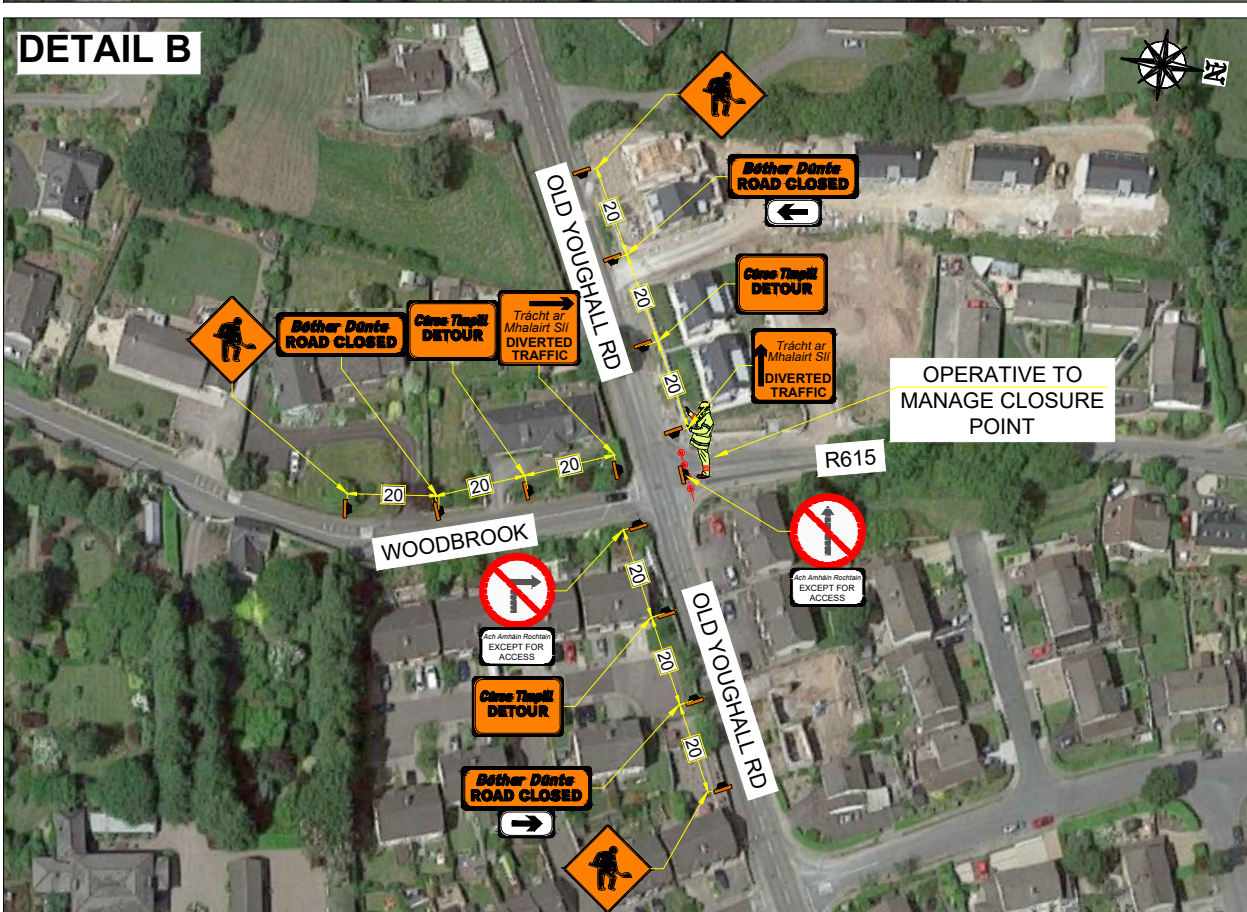 DETAIL B
N
OLD YOUGHALL RD
Bóthar Dúnta
ROAD CLOSED
20
20
Cúrsa Timpill
DETOUR
20
Trácht ar
Mhalairt Slí
DIVERTED
TRAFFIC
OPERATIVE TO
MANAGE CLOSURE
POINT
R615
Bóthar Dúnta
ROAD CLOSED
Cúrsa Timpill
DETOUR
Trácht ar
Mhalairt Slí
DIVERTED
TRAFFIC
20
20
20
WOODBROOK
Ach Amháin Rochtain
EXCEPT FOR
ACCESS
Ach Amháin Rochtain
EXCEPT FOR
ACCESS
20
20
20
OLD YOUGHALL RD
Cúrsa Timpill
DETOUR
Bóthar Dúnta
ROAD CLOSED